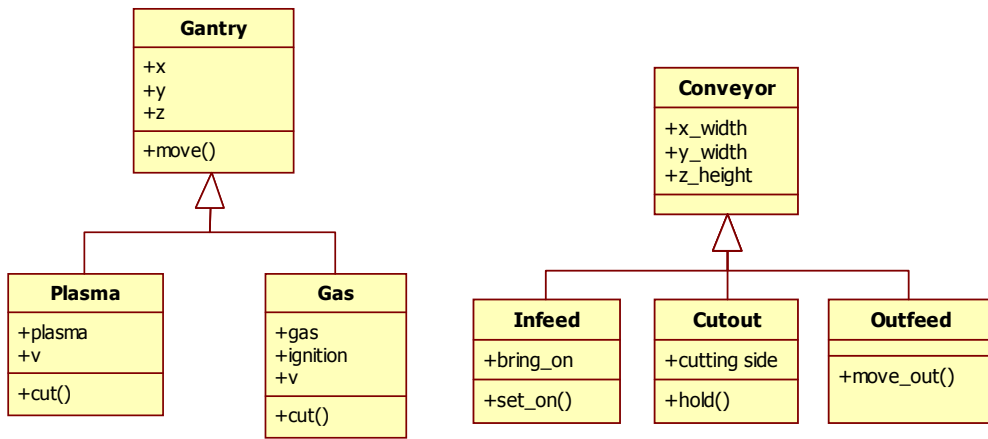 Gantry
+x
+y
+z
+move()
Plasma
+plasma
+v
+cut()
Gas
+gas
+ignition
+v
+cut()
Conveyor
+x_width
+y_width
+z_height
Infeed
+bring_on
+set_on()
Cutout
+cutting side
+hold()
Outfeed
+move_out()